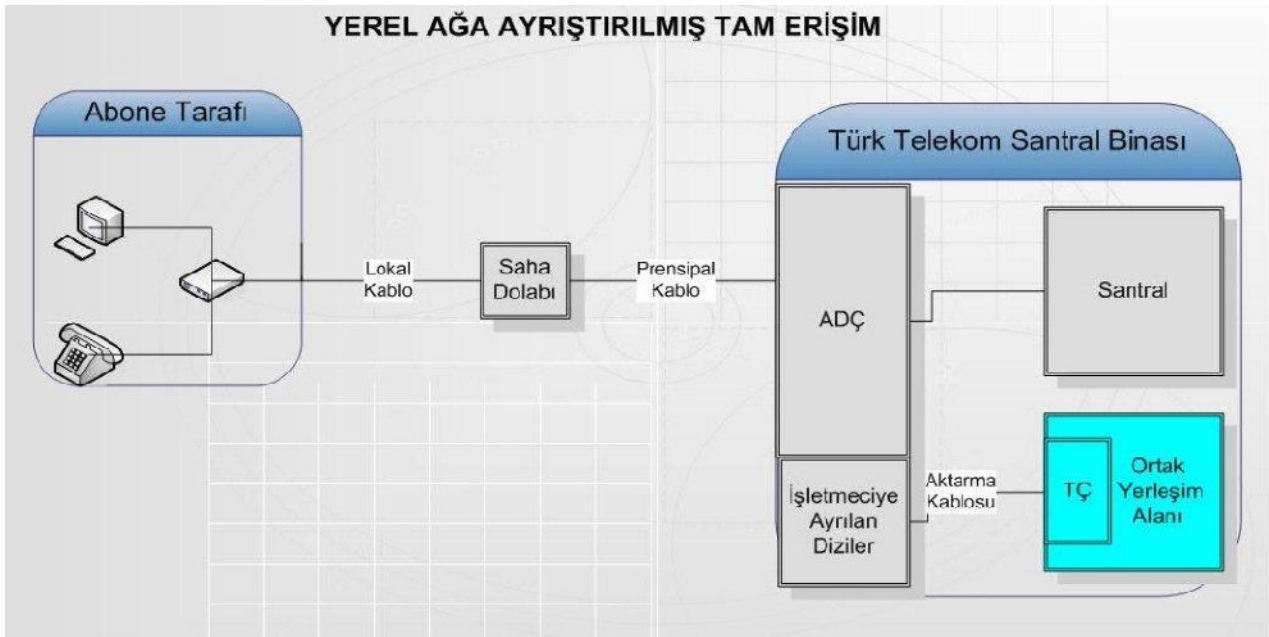 YEREL AĞA AYRIŞTIRILMIŞ TAM ERİŞİM
Abone Tarafı
Türk Telekom Santral Binası
Lokal
Kablo
Saha
Dolabı
Prensipal
Kablo
ADÇ
Santral
İşletmeciye
Ayrılan
Diziler
Aktarma
Kablosu
TÇ
Ortak
Yerleşim
Alanı